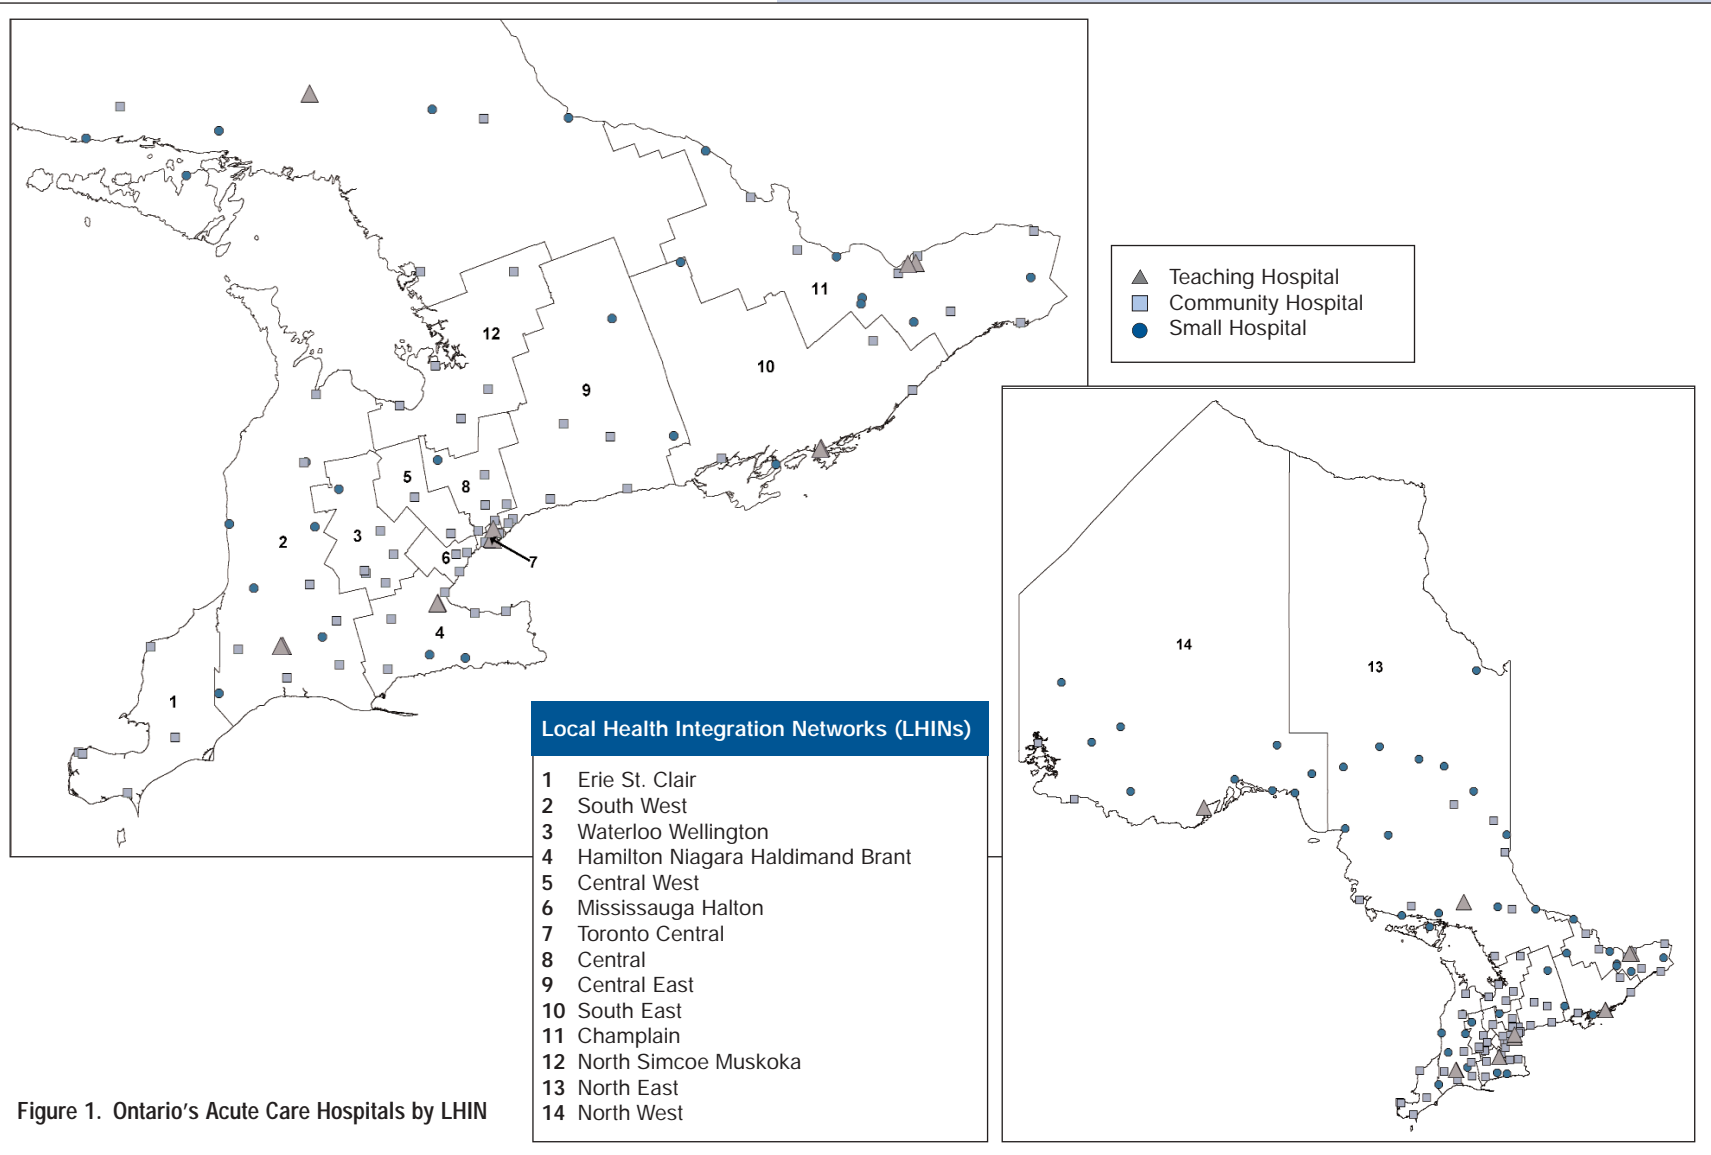 12
11
10
9
5
8
3
2
6
7
4
1
Teaching Hospital
Community Hospital
Small Hospital
14
13
Local Health Integration Networks (LHINs)
1 Erie St. Clair
2 South West
3 Waterloo Wellington
4 Hamilton Niagara Haldimand Brant
5 Central West
6 Mississauga Halton
7 Toronto Central
8 Central
9 Central East
10 South East
11 Champlain
12 North Simcoe Muskoka
13 North East
14 North West
Figure 1. Ontario's Acute Care Hospitals by LHIN